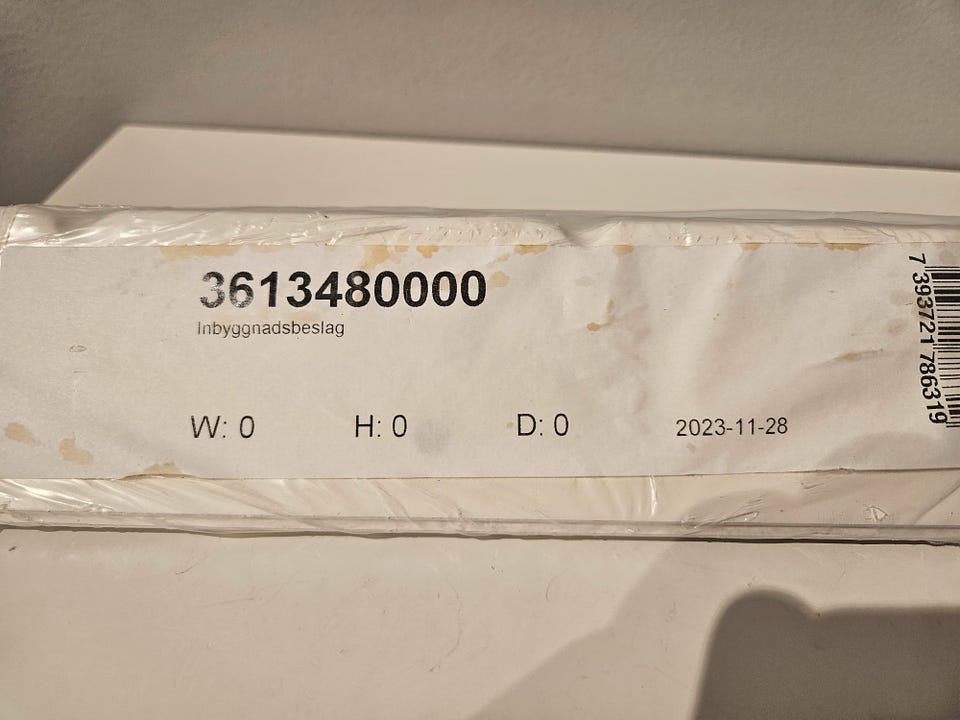 3613480000
Inbyggnadsbeslag
W: 0 H: 0 D: 0 2023-11-28
7 393721 786319